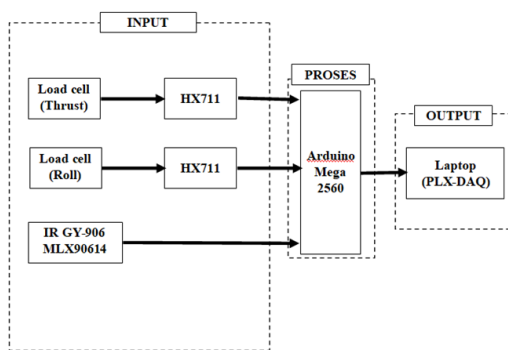 INPUT
PROSES
OUTPUT
Load cell
(Thrust)
HX711
Load cell
(Roll)
HX711
IR GY-906
MLX90614
Arduino
Mega
2560
Laptop
(PLX-DAQ)